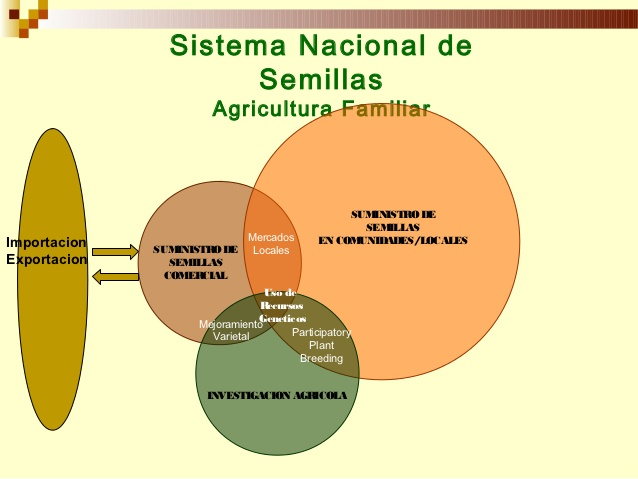 Sistema Nacional de
Semillas
Agricultura Familiar
Importacion
Exportacion
SUMINISTRO DE
SEMILLAS
COMERCIAL
Mercados
Locales
SUMINISTRO DE
SEMILLAS
EN COMUNIDADES/LOCALES
Uso de
Recursos
Geneticos
Mejoramiento
Varietal
Participatory
Plant
Breeding
INVESTIGACION AGRICOLA